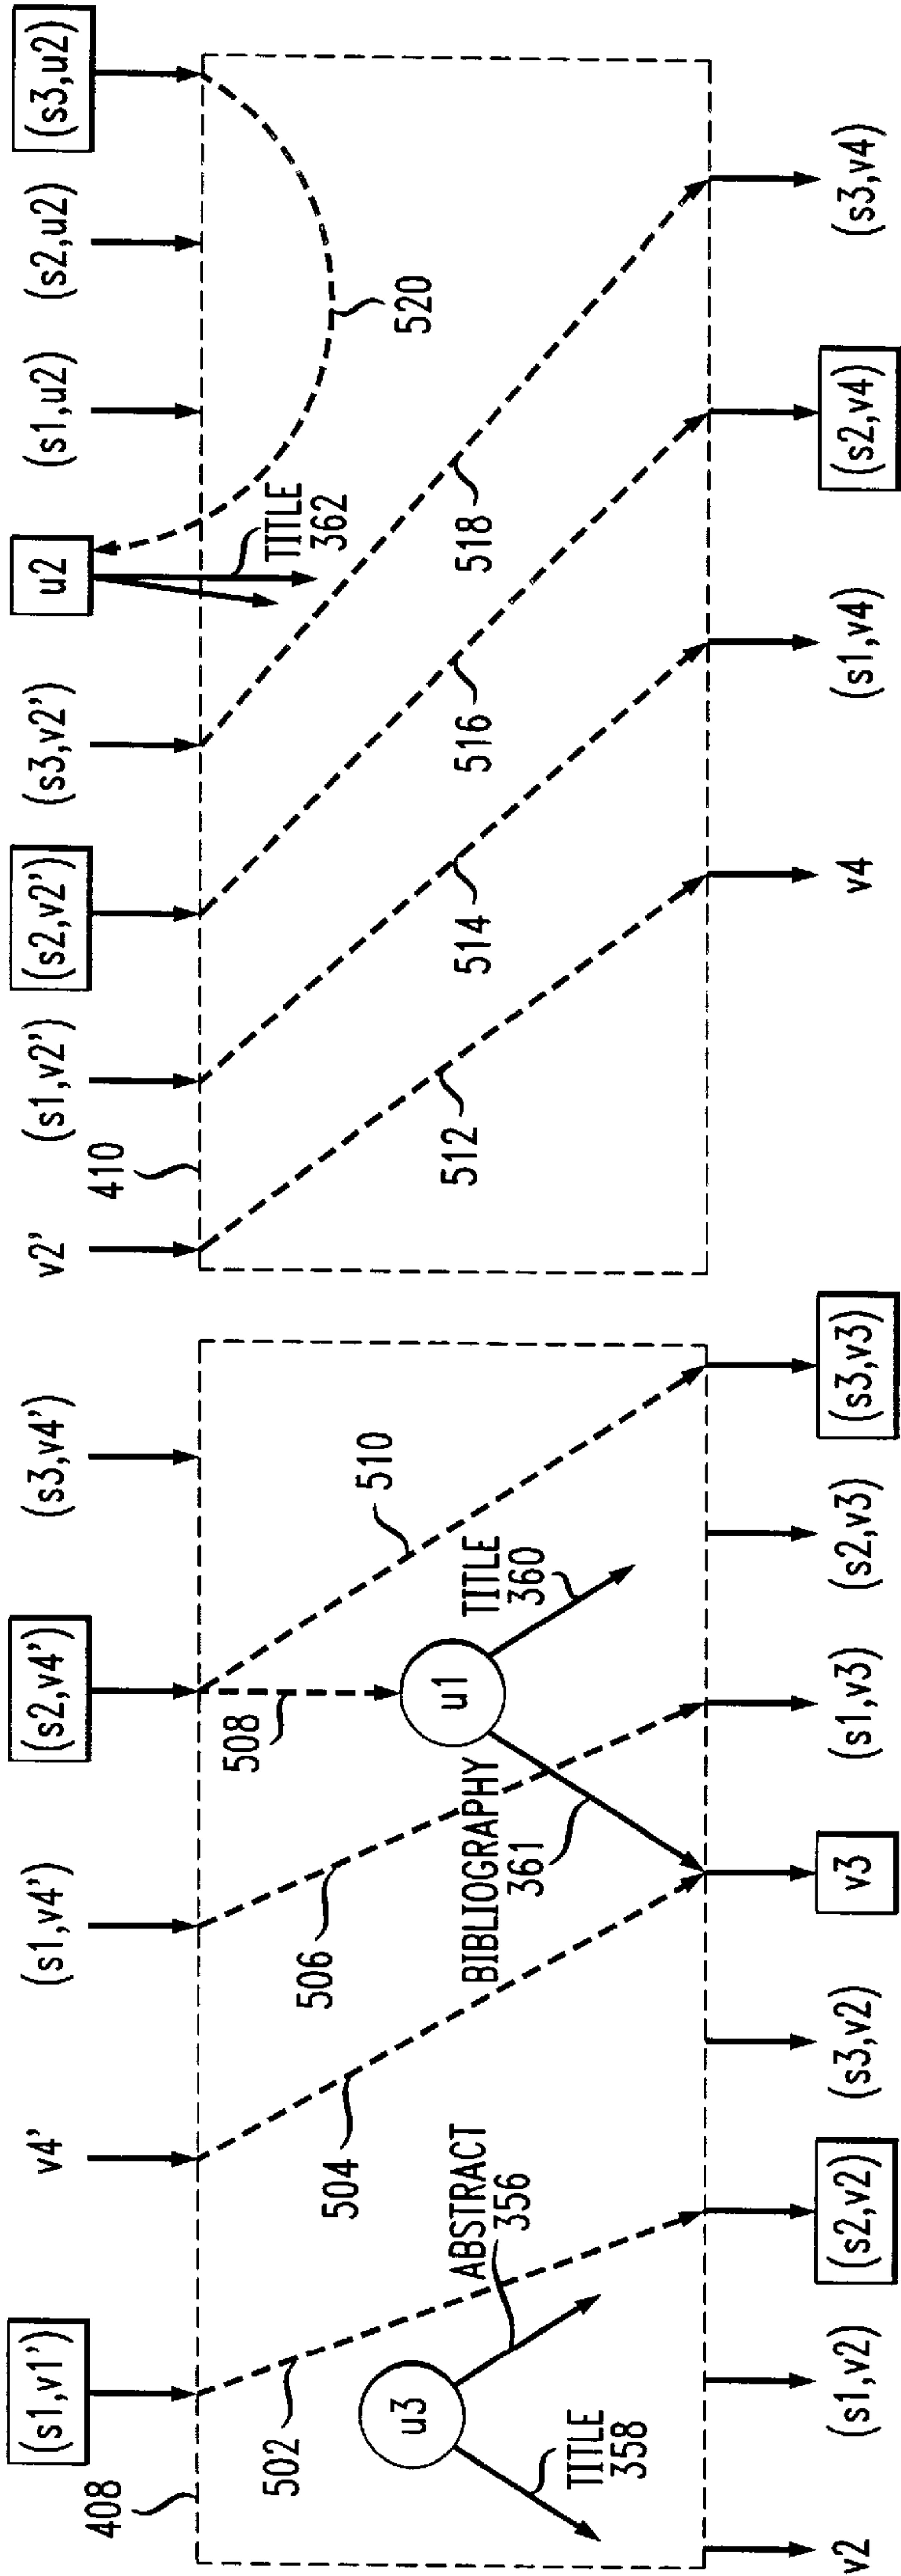 408
(s1,v1')
v4'
(s1,v4')
(s2,v4')
(s3,v4')
502
504
506
508
510
u3
TITLE
358
ABSTRACT
356
u1
BIBLIOGRAPHY
361
TITLE
360
v2
(s1,v2)
(s2,v2)
(s3,v2)
v3
(s1,v3)
(s2,v3)
(s3,v3)
410
v2'
(s1,v2')
(s2,v2')
(s3,v2')
u2
(s1,u2)
(s2,u2)
(s3,u2)
TITLE
362
520
512
514
516
518
v4
(s1,v4)
(s2,v4)
(s3,v4)